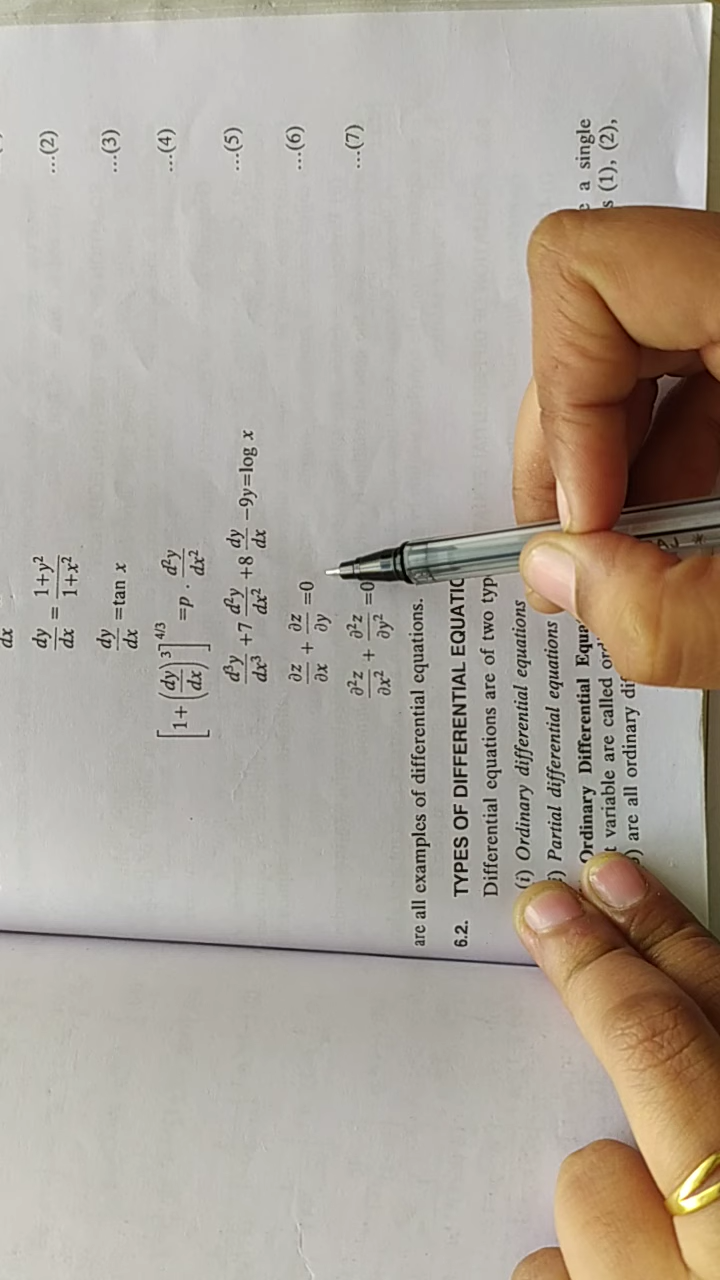 dx
dy/dx = 1+y²/1+x² ...(2)
dy/dx =tan x ...(3)
[1+(dy/dx)³]^4/3 =p . d²y/dx² ...(4)
d³y/dx³ +7 d²y/dx² +8 dy/dx −9y=log x ...(5)
∂z/∂x + ∂z/∂y =0 ...(6)
∂²z/∂x² + ∂²z/∂y² =0 ...(7)
are all examples of differential equations.
6.2. TYPES OF DIFFERENTIAL EQUATIO
Differential equations are of two typ
(i) Ordinary differential equations
i) Partial differential equations
Ordinary Differential Equa a single
t variable are called ord s (1), (2),
) are all ordinary dif